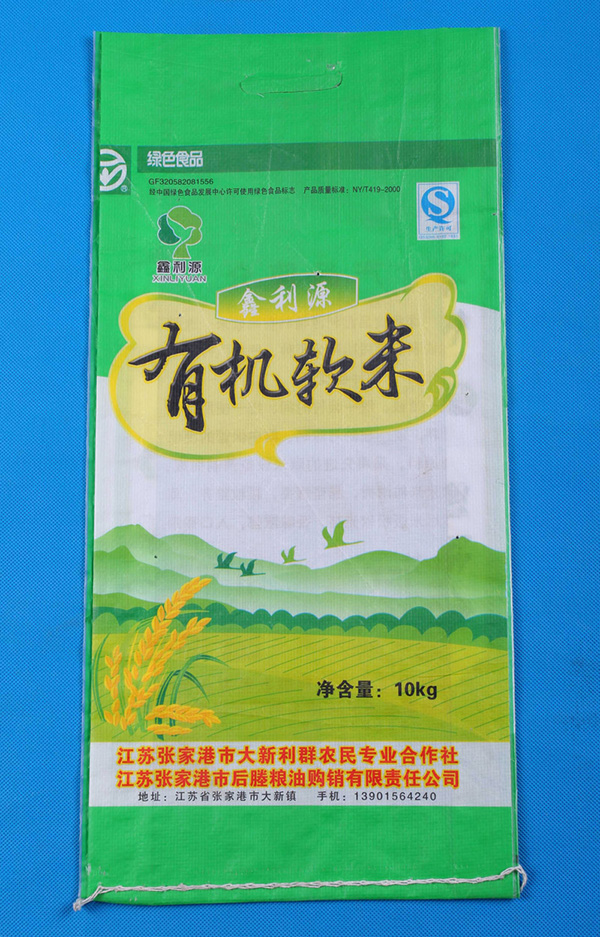 绿色食品
®
GF320582081556
经中国绿色食品发展中心许可使用绿色食品标志 产品质量标准：NY/T419-2000
生产许可
鑫利源
XINLIYUAN
鑫利源
有机软米
净含量：10kg
江苏张家港市大新利群农民专业合作社
江苏张家港市后塍粮油购销有限责任公司
地址：江苏省张家港市大新镇 手机：13901564240